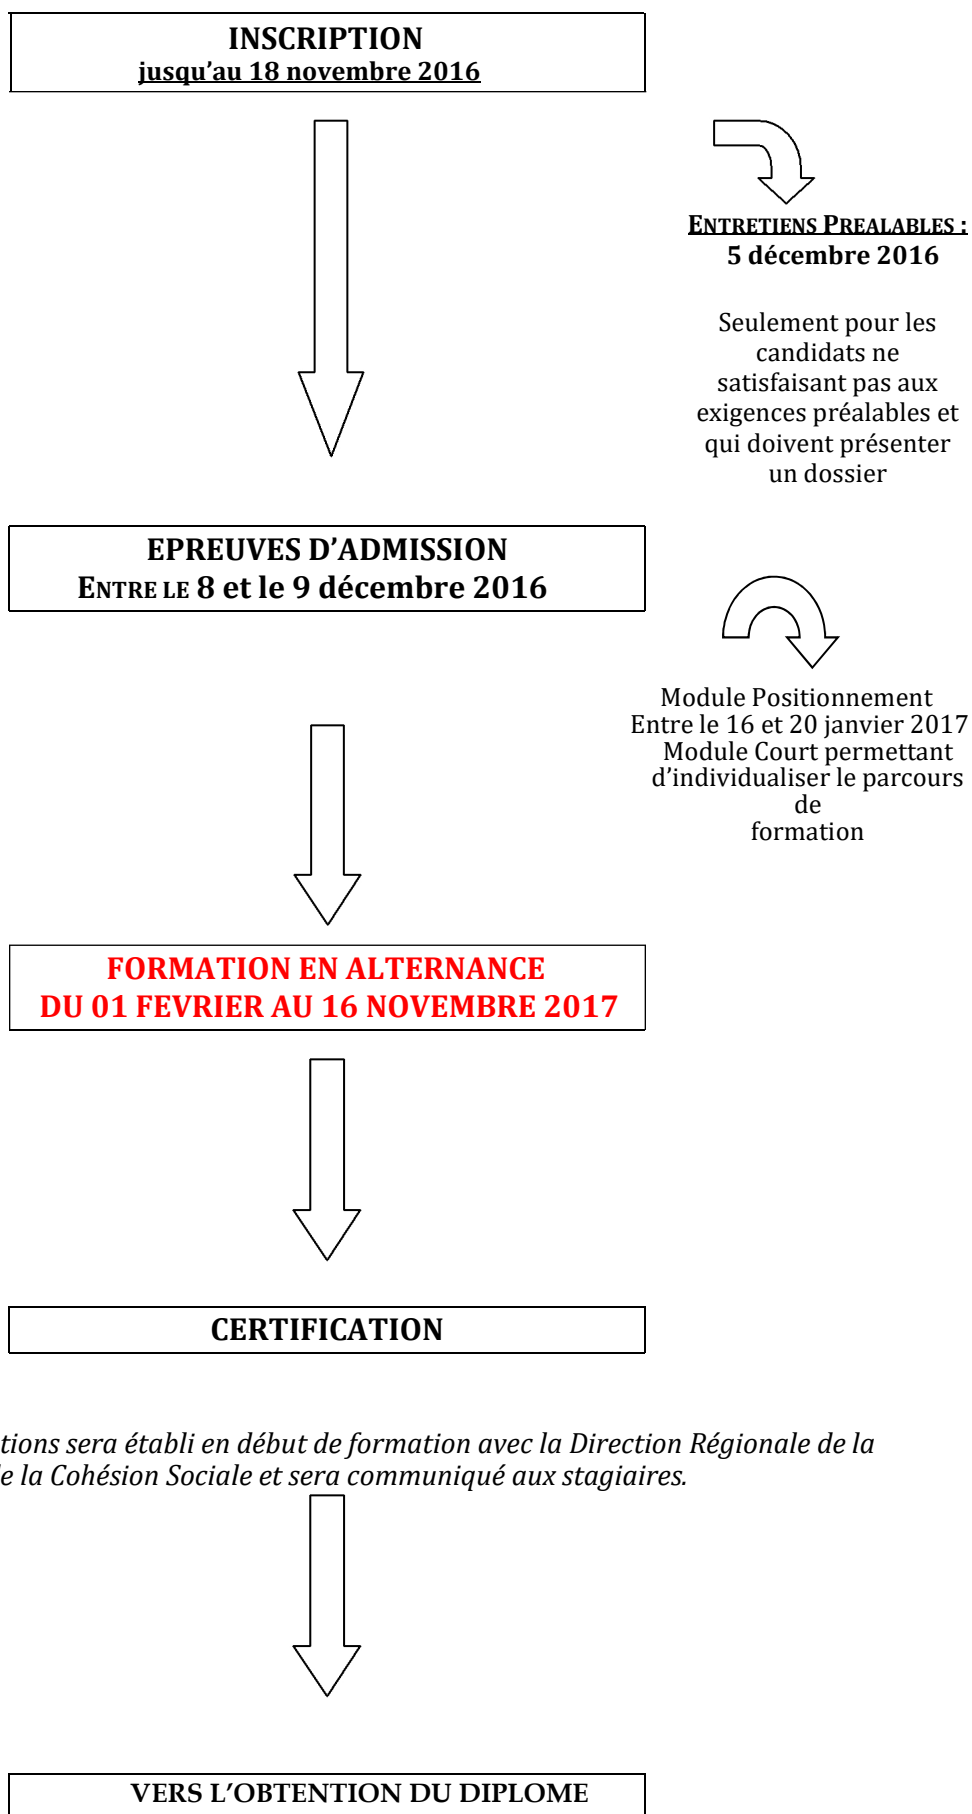 INSCRIPTION
jusqu’au 18 novembre 2016
ENTRETIENS PREALABLES :
5 décembre 2016
Seulement pour les
candidats ne
satisfaisant pas aux
exigences préalables et
qui doivent présenter
un dossier
EPREUVES D’ADMISSION
ENTRE LE 8 et le 9 décembre 2016
Module Positionnement
Entre le 16 et 20 janvier 2017
Module Court permettant
d’individualiser le parcours
de
formation
FORMATION EN ALTERNANCE
DU 01 FEVRIER AU 16 NOVEMBRE 2017
CERTIFICATION
tions sera établi en début de formation avec la Direction Régionale de la
de la Cohésion Sociale et sera communiqué aux stagiaires.
VERS L’OBTENTION DU DIPLOME